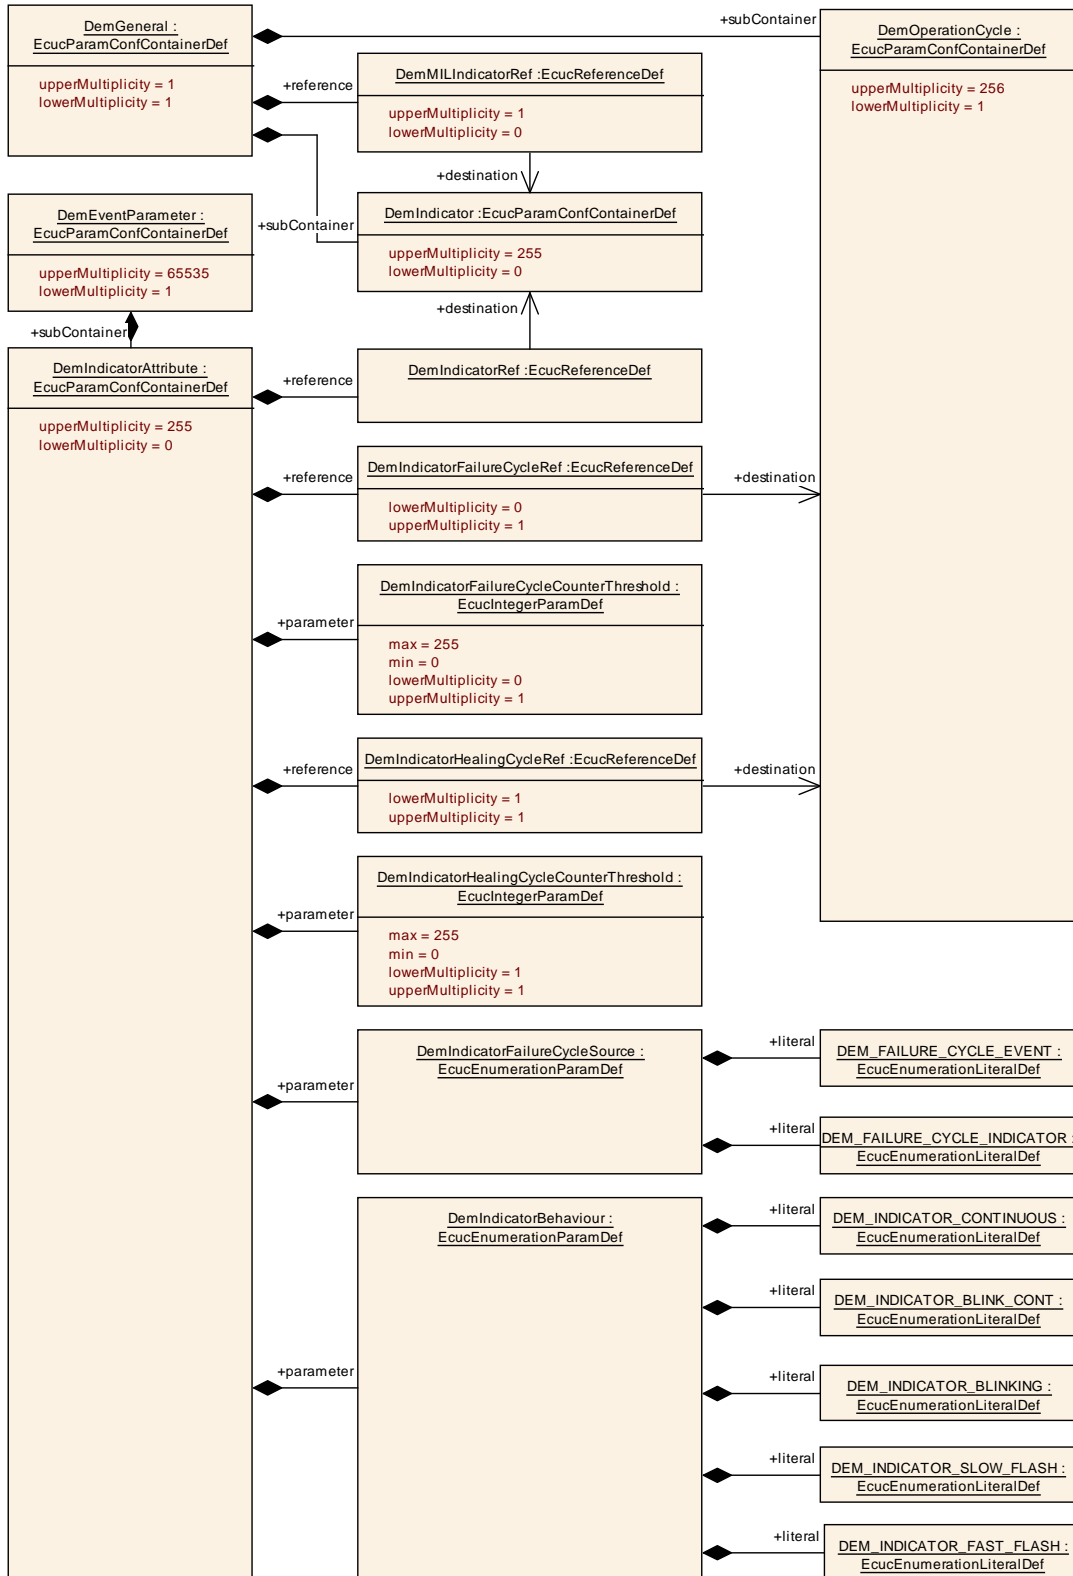 DemGeneral :
EcucParamConfContainerDef
upperMultiplicity = 1
lowerMultiplicity = 1
+subContainer
DemOperationCycle :
EcucParamConfContainerDef
upperMultiplicity = 256
lowerMultiplicity = 1
+reference
DemMILIndicatorRef :EcucReferenceDef
upperMultiplicity = 1
lowerMultiplicity = 0
+destination
+subContainer
DemIndicator :EcucParamConfContainerDef
upperMultiplicity = 255
lowerMultiplicity = 0
DemEventParameter :
EcucParamConfContainerDef
upperMultiplicity = 65535
lowerMultiplicity = 1
+destination
+subContainer
DemIndicatorAttribute :
EcucParamConfContainerDef
upperMultiplicity = 255
lowerMultiplicity = 0
+reference
DemIndicatorRef :EcucReferenceDef
+reference
DemIndicatorFailureCycleRef :EcucReferenceDef
lowerMultiplicity = 0
upperMultiplicity = 1
+destination
+parameter
DemIndicatorFailureCycleCounterThreshold :
EcucIntegerParamDef
max = 255
min = 0
lowerMultiplicity = 0
upperMultiplicity = 1
+reference
DemIndicatorHealingCycleRef :EcucReferenceDef
lowerMultiplicity = 1
upperMultiplicity = 1
+destination
+parameter
DemIndicatorHealingCycleCounterThreshold :
EcucIntegerParamDef
max = 255
min = 0
lowerMultiplicity = 1
upperMultiplicity = 1
+parameter
DemIndicatorFailureCycleSource :
EcucEnumerationParamDef
+literal
DEM_FAILURE_CYCLE_EVENT :
EcucEnumerationLiteralDef
+literal
DEM_FAILURE_CYCLE_INDICATOR :
EcucEnumerationLiteralDef
+parameter
DemIndicatorBehaviour :
EcucEnumerationParamDef
+literal
DEM_INDICATOR_CONTINUOUS :
EcucEnumerationLiteralDef
+literal
DEM_INDICATOR_BLINK_CONT :
EcucEnumerationLiteralDef
+literal
DEM_INDICATOR_BLINKING :
EcucEnumerationLiteralDef
+literal
DEM_INDICATOR_SLOW_FLASH :
EcucEnumerationLiteralDef
+literal
DEM_INDICATOR_FAST_FLASH :
EcucEnumerationLiteralDef